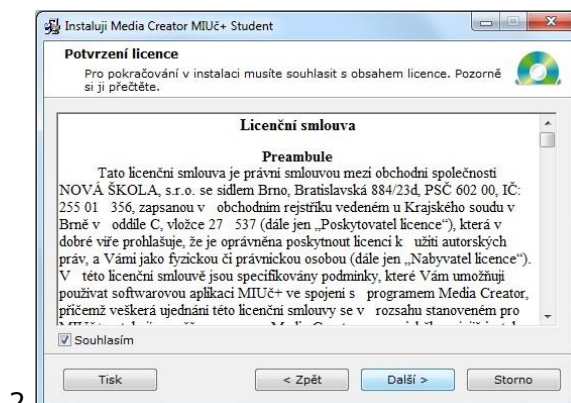 Instaluji Media Creator MIUč+ Student
Potvrzení licence
Pro pokračování v instalaci musíte souhlasit s obsahem licence. Pozorně
si ji přečtěte.
Licenční smlouva
Preambule
Tato licenční smlouva je právní smlouvou mezi obchodní společností
NOVÁ ŠKOLA, s.r.o. se sídlem Brno, Bratislavská 884/23d, PSČ 602 00, IČ:
255 01 356, zapsanou v obchodním rejstříku vedeném u Krajského soudu v
Brně v oddíle C, vložce 27 537 (dále jen „Poskytovatel licence“), která v
dobré víře prohlašuje, že je oprávněna poskytnout licenci k užití autorských
práv, a Vámi jako fyzickou či právnickou osobou (dále jen „Nabyvatel licence“).
V této licenční smlouvě jsou specifikovány podmínky, které Vám umožňují
používat softwarovou aplikaci MIUč+ ve spojení s programem Media Creator,
přičemž veškerá ujednání této licenční smlouvy se v rozsahu stanoveném pro
Souhlasím
Tisk
< Zpět
Další >
Storno
2